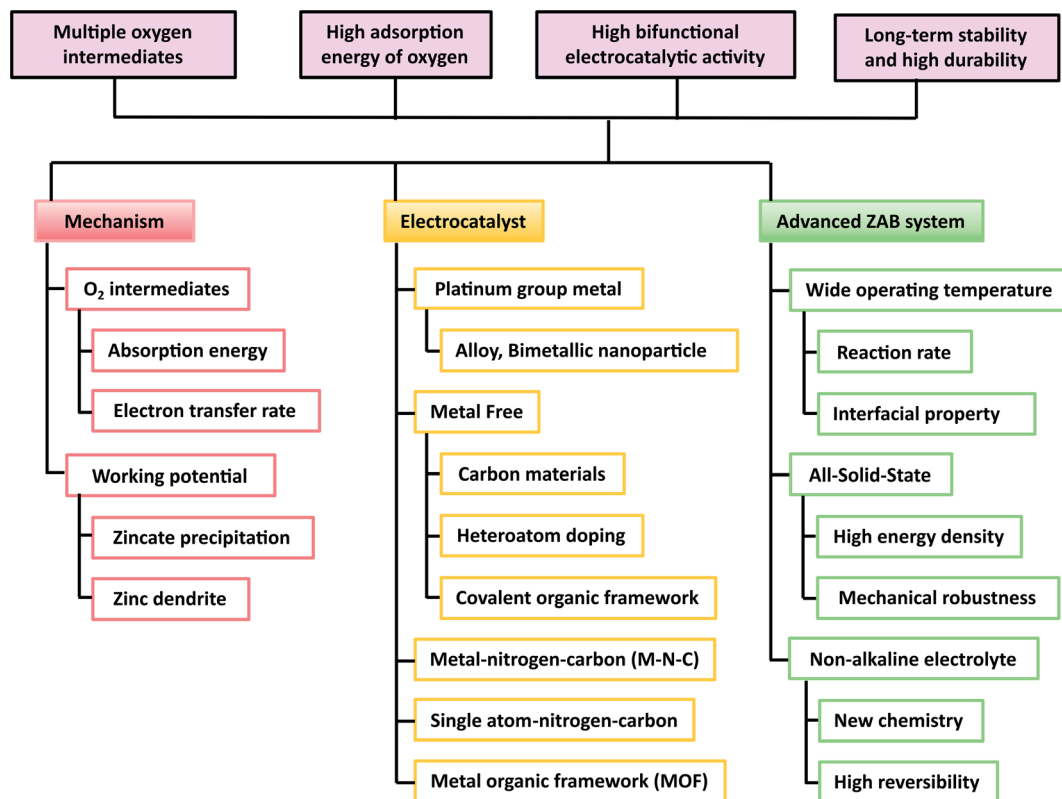 Multiple oxygen
intermediates
High adsorption
energy of oxygen
High bifunctional
electrocatalytic activity
Long-term stability
and high durability
Mechanism
O₂ intermediates
Absorption energy
Electron transfer rate
Working potential
Zincate precipitation
Zinc dendrite
Electrocatalyst
Platinum group metal
Alloy, Bimetallic nanoparticle
Metal Free
Carbon materials
Heteroatom doping
Covalent organic framework
Metal-nitrogen-carbon (M-N-C)
Single atom-nitrogen-carbon
Metal organic framework (MOF)
Advanced ZAB system
Wide operating temperature
Reaction rate
Interfacial property
All-Solid-State
High energy density
Mechanical robustness
Non-alkaline electrolyte
New chemistry
High reversibility